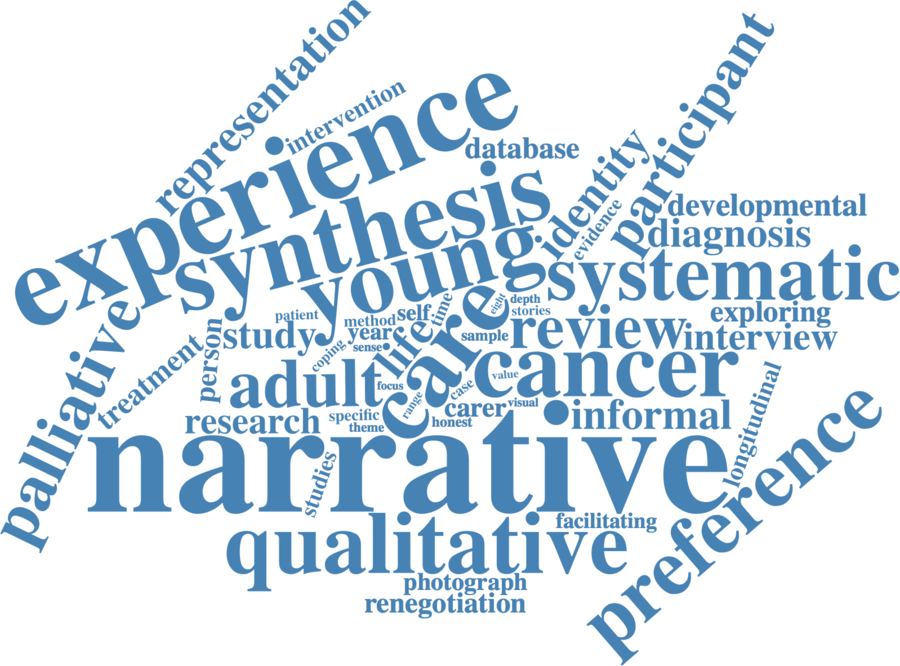 representation
intervention
experience
participant
database
identity
synthesis
evidence
developmental
diagnosis
young
systematic
palliative
time
eight
depth
stories
exploring
patient
method
self
person
study
year
life
care
sample
review
interview
treatment
coping
sense
adult
focus
case
value
cancer
research
specific
theme
range
honest
carer
visual
informal
longitudinal
narrative
preference
studies
qualitative
facilitating
photograph
renegotiation